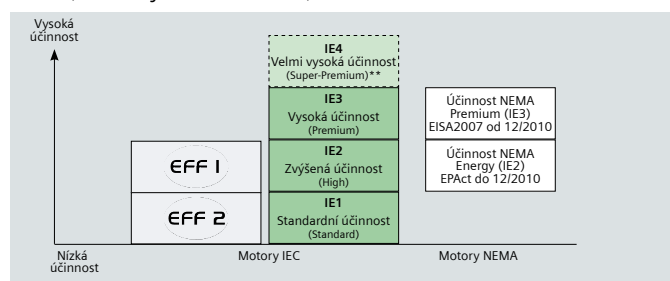 Vysoká
účinnost
IE4
Velmi vysoká účinnost
(Super-Premium)**
IE3
Vysoká účinnost
(Premium)
Účinnost NEMA
Premium (IE3)
EISA2007 od 12/2010
EFF 1
IE2
Zvýšená účinnost
(High)
Účinnost NEMA
Energy (IE2)
EPAct do 12/2010
EFF 2
IE1
Standardní účinnost
(Standard)
Nízká
účinnost
Motory IEC
Motory NEMA